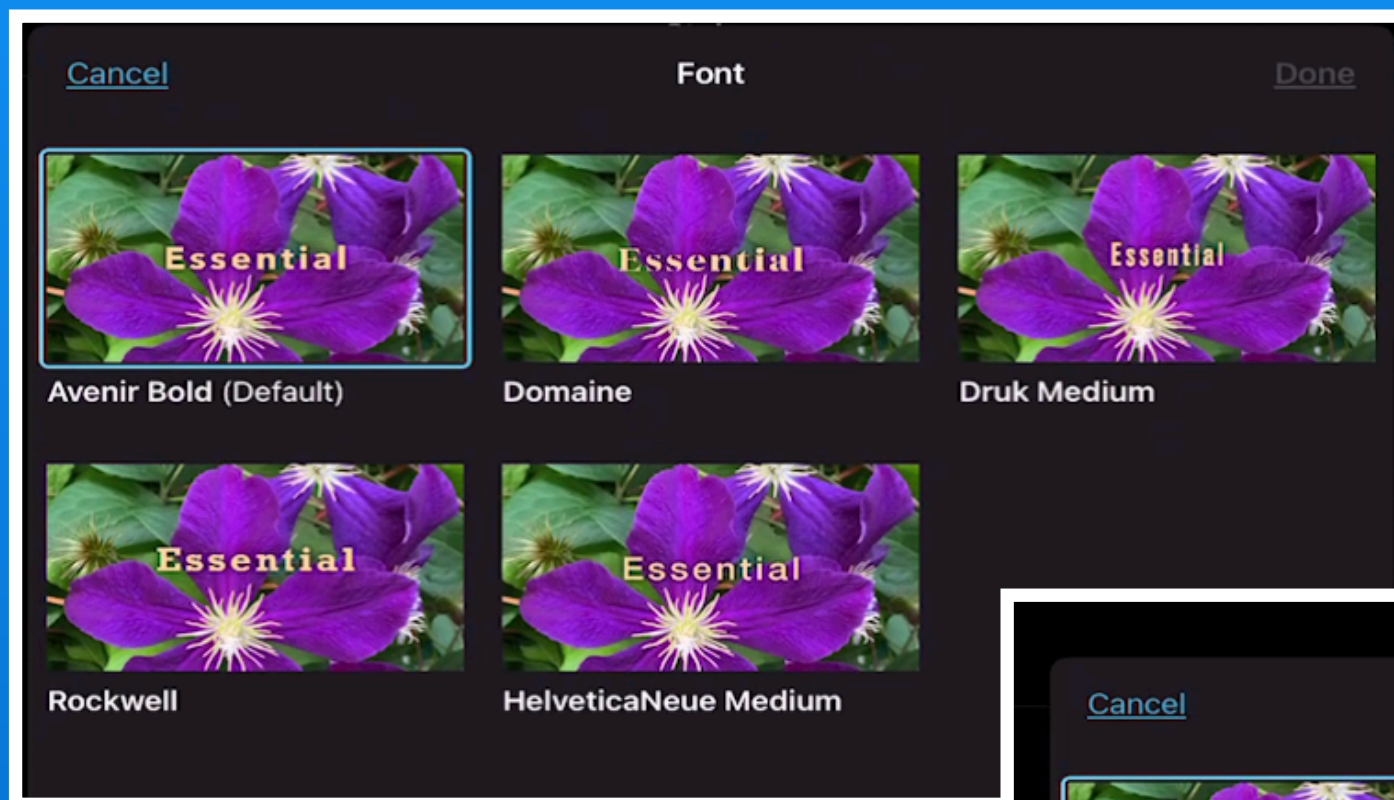 Cancel Font Done
Essential Essential Essential
Avenir Bold (Default) Domaine Druk Medium
Essential Essential
Rockwell HelveticaNeue Medium
Cancel